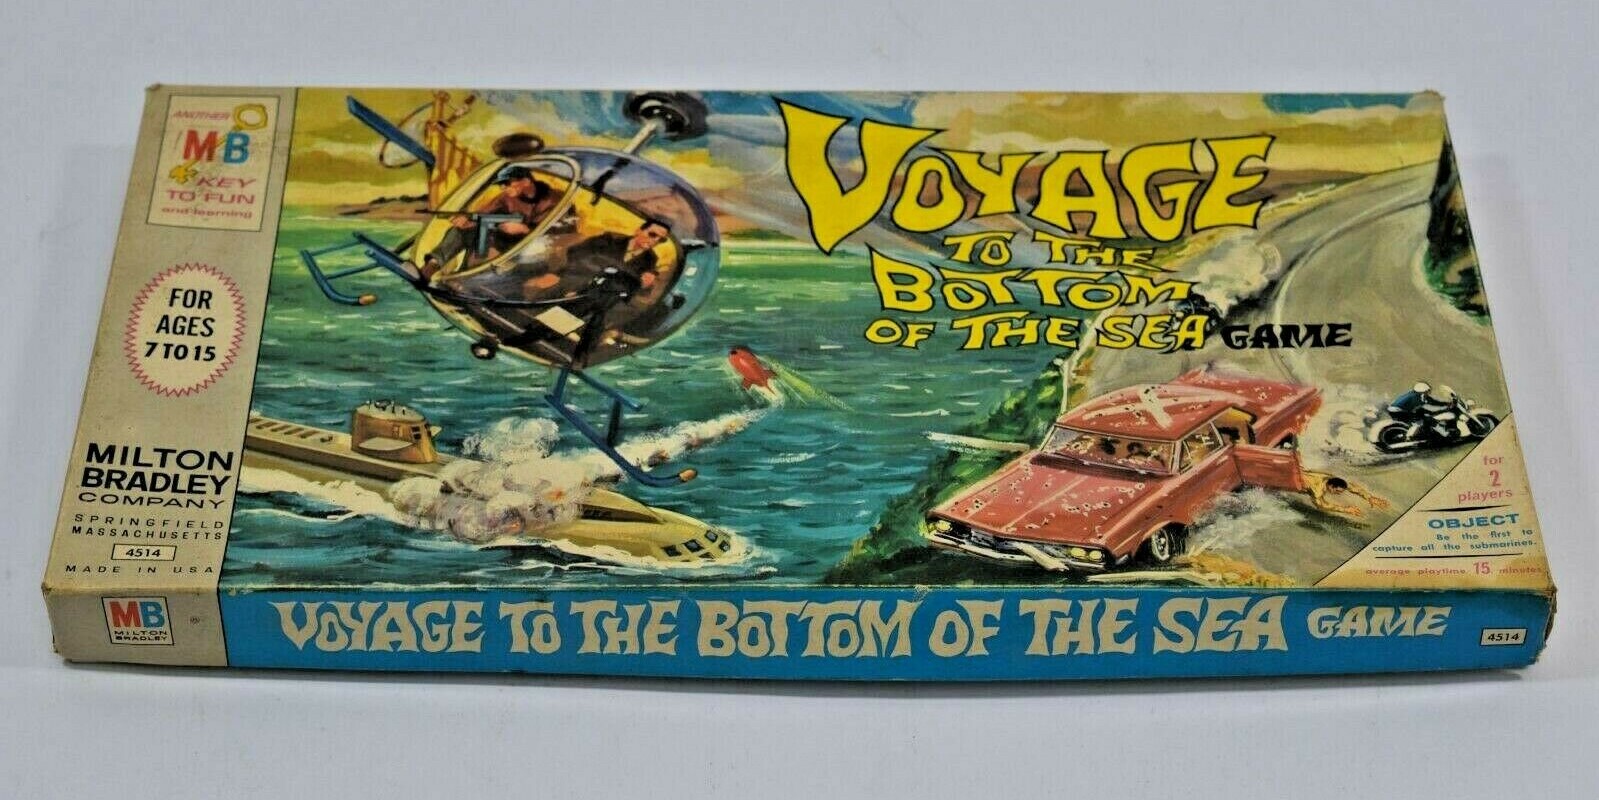 ANOTHER
MB
KEY
TO FUN
and learning
FOR
AGES
7 TO 15
MILTON
BRADLEY
COMPANY
SPRINGFIELD
MASSACHUSETTS
4514
MADE IN USA
VOYAGE
TO THE
BOTTOM
OF THE SEA GAME
for
2
players
OBJECT
Be the first to
capture all the submarines.
average playtime 15 minutes
MB
MILTON
BRADLEY
®
VOYAGE TO THE BOTTOM OF THE SEA GAME
4514